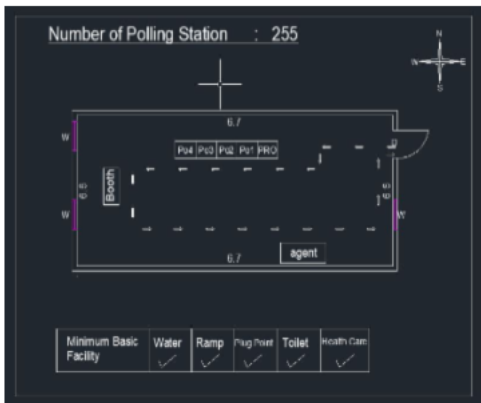 Number of Polling Station : 255
N
W E
S
6.7
W
Po4 Po3 Po2 Po1 PRO
Booth
W
W
6.7
agent
Minimum Basic Facility
Water
Ramp
Plug Point
Toilet
Health Care